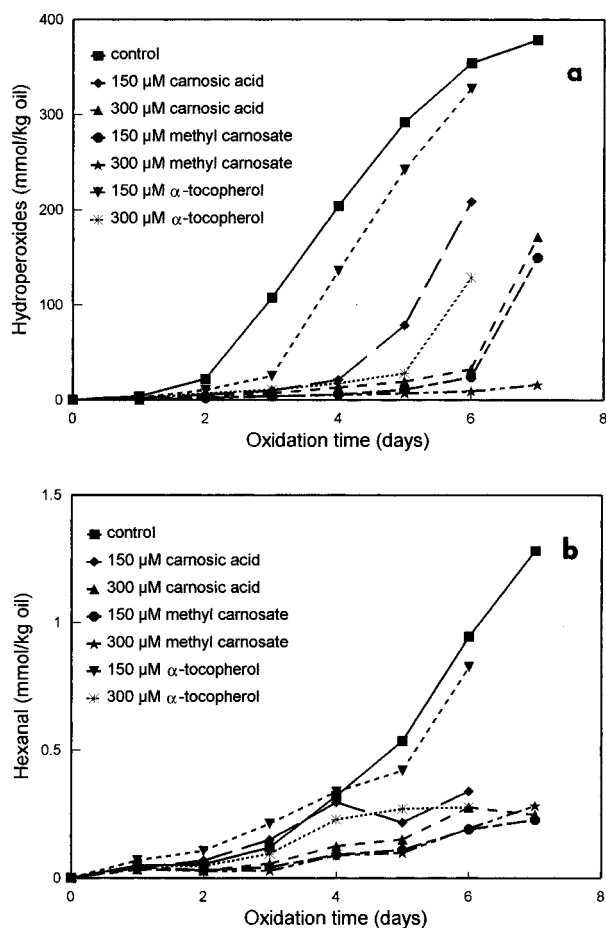 400
300
200
100
0
Hydroperoxides (mmol/kg oil)
control
150 µM carnosic acid
300 µM carnosic acid
150 µM methyl carnosate
300 µM methyl carnosate
150 µM α-tocopherol
300 µM α-tocopherol
a
0 2 4 6 8
Oxidation time (days)
1.5
1
0.5
0
Hexanal (mmol/kg oil)
control
150 µM carnosic acid
300 µM carnosic acid
150 µM methyl carnosate
300 µM methyl carnosate
150 µM α-tocopherol
300 µM α-tocopherol
b
0 2 4 6 8
Oxidation time (days)